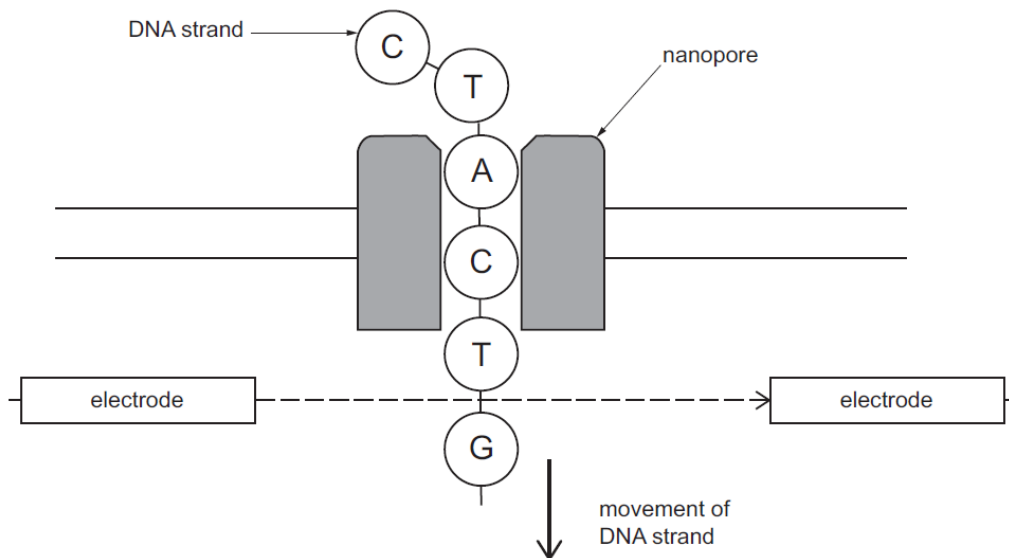 DNA strand
C
T
nanopore
A
C
T
electrode
electrode
G
movement of
DNA strand